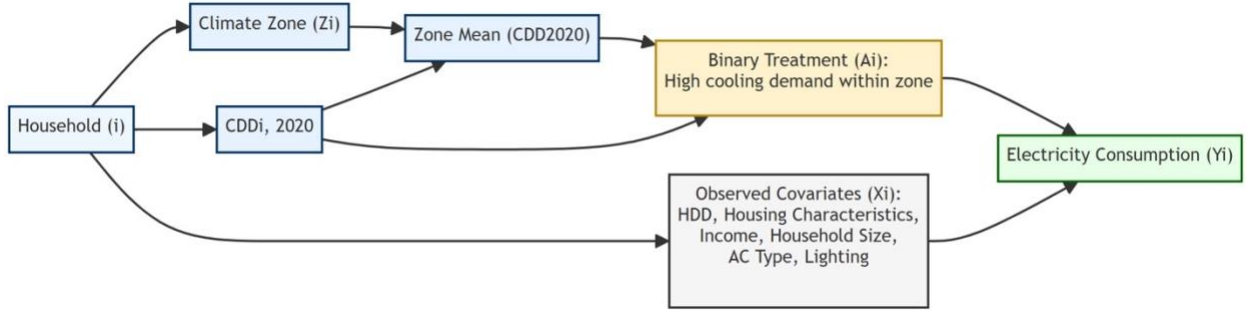 Climate Zone (Zi)
Zone Mean (CDD2020)
Binary Treatment (Ai):
High cooling demand within zone
Household (i)
CDDi, 2020
Electricity Consumption (Yi)
Observed Covariates (Xi):
HDD, Housing Characteristics,
Income, Household Size,
AC Type, Lighting